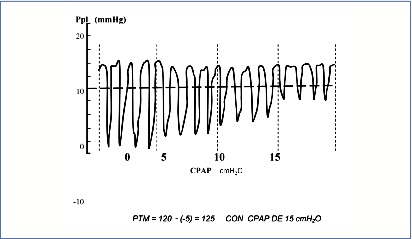 Ppl (mmHg)
20
10
0
0 5 10 15
CPAP cmH₂O
-10
PTM = 120 - (-5) = 125 CON CPAP DE 15 cmH₂O